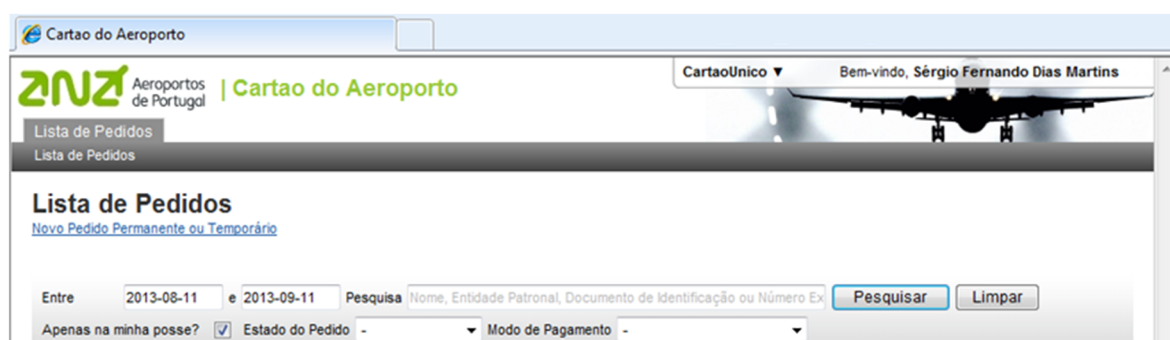 Cartao do Aeroporto
ANA Aeroportos de Portugal | Cartao do Aeroporto
CartaoUnico ▼ Bem-vindo, Sérgio Fernando Dias Martins
Lista de Pedidos
Lista de Pedidos
Lista de Pedidos
Novo Pedido Permanente ou Temporário
Entre 2013-08-11 e 2013-09-11 Pesquisa Nome, Entidade Patronal, Documento de Identificação ou Número Ex Pesquisar Limpar
Apenas na minha posse? Estado do Pedido - Modo de Pagamento -